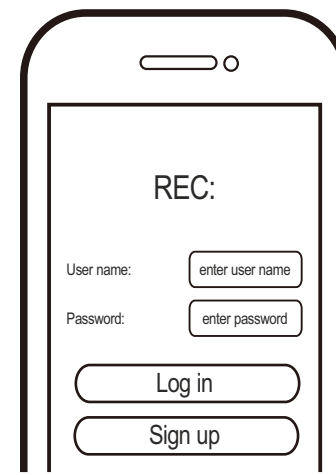 REC:
User name: enter user name
Password: enter password
Log in
Sign up